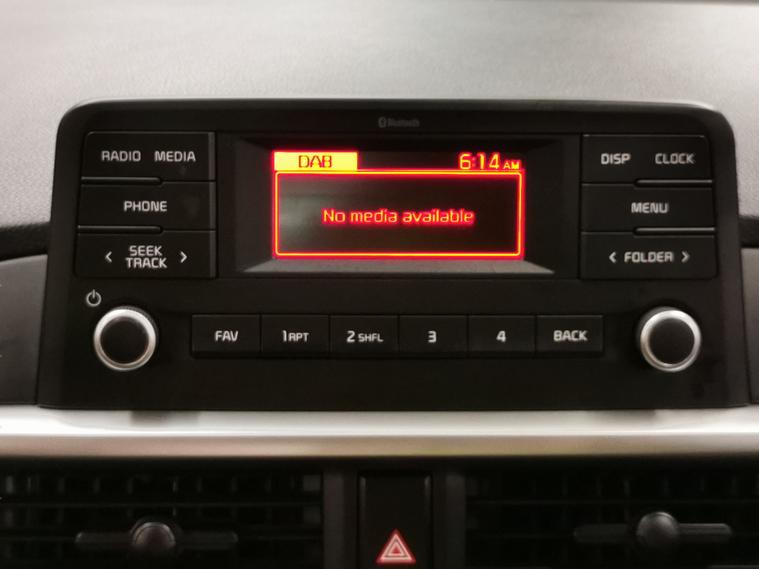 Bluetooth
RADIO MEDIA
DAB 6:14 AM
DISP CLOCK
PHONE
No media available
MENU
< SEEK TRACK >
< FOLDER >
FAV 1 RPT 2 SHFL 3 4 BACK